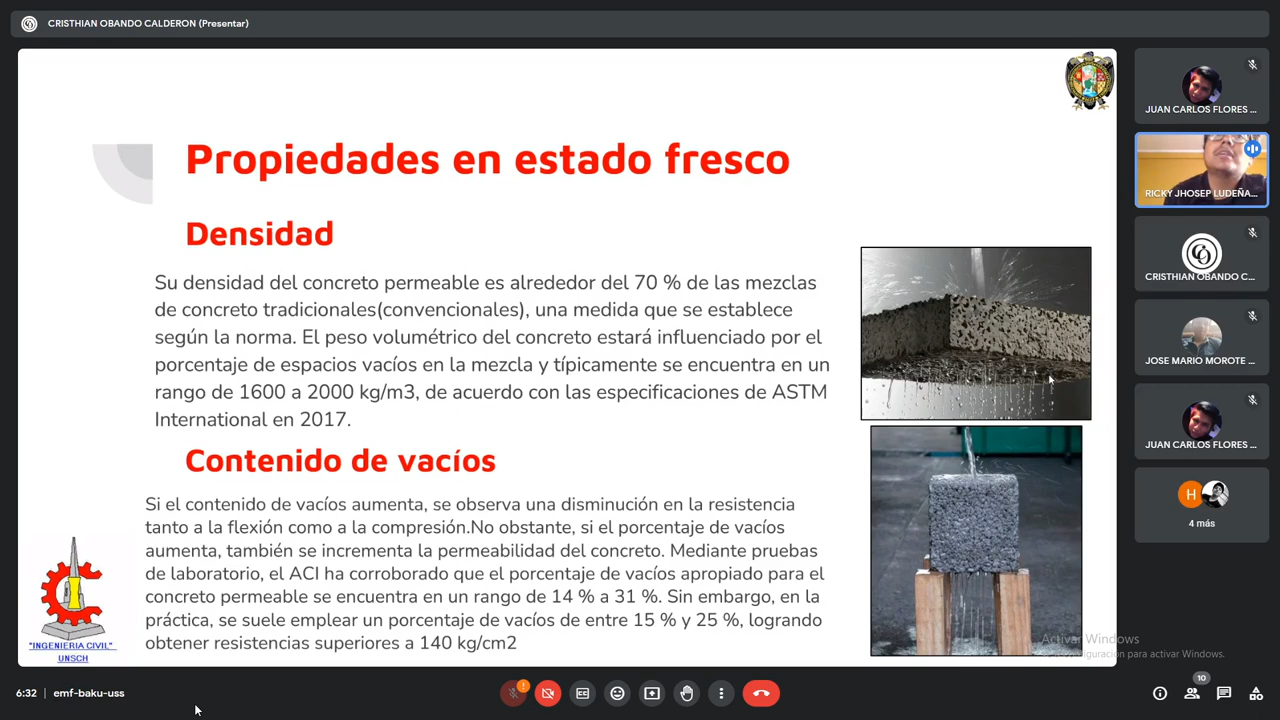 CRISTHIAN OBANDO CALDERON (Presentar)
Propiedades en estado fresco
Densidad
Su densidad del concreto permeable es alrededor del 70 % de las mezclas
de concreto tradicionales(convencionales), una medida que se establece
según la norma. El peso volumétrico del concreto estará influenciado por el
porcentaje de espacios vacíos en la mezcla y típicamente se encuentra en un
rango de 1600 a 2000 kg/m3, de acuerdo con las especificaciones de ASTM
International en 2017.
Contenido de vacíos
Si el contenido de vacíos aumenta, se observa una disminución en la resistencia
tanto a la flexión como a la compresión.No obstante, si el porcentaje de vacíos
aumenta, también se incrementa la permeabilidad del concreto. Mediante pruebas
de laboratorio, el ACI ha corroborado que el porcentaje de vacíos apropiado para el
concreto permeable se encuentra en un rango de 14 % a 31 %. Sin embargo, en la
práctica, se suele emplear un porcentaje de vacíos de entre 15 % y 25 %, logrando
obtener resistencias superiores a 140 kg/cm2
"INGENIERIA CIVIL"
UNSCH
JUAN CARLOS FLORES ...
RICKY JHOSEP LUDEÑA...
CRISTHIAN OBANDO C...
JOSE MARIO MOROTE ...
JUAN CARLOS FLORES ...
H
4 más
Activar Windows
configuración para activar Windows.
6:32 | emf-baku-uss
10